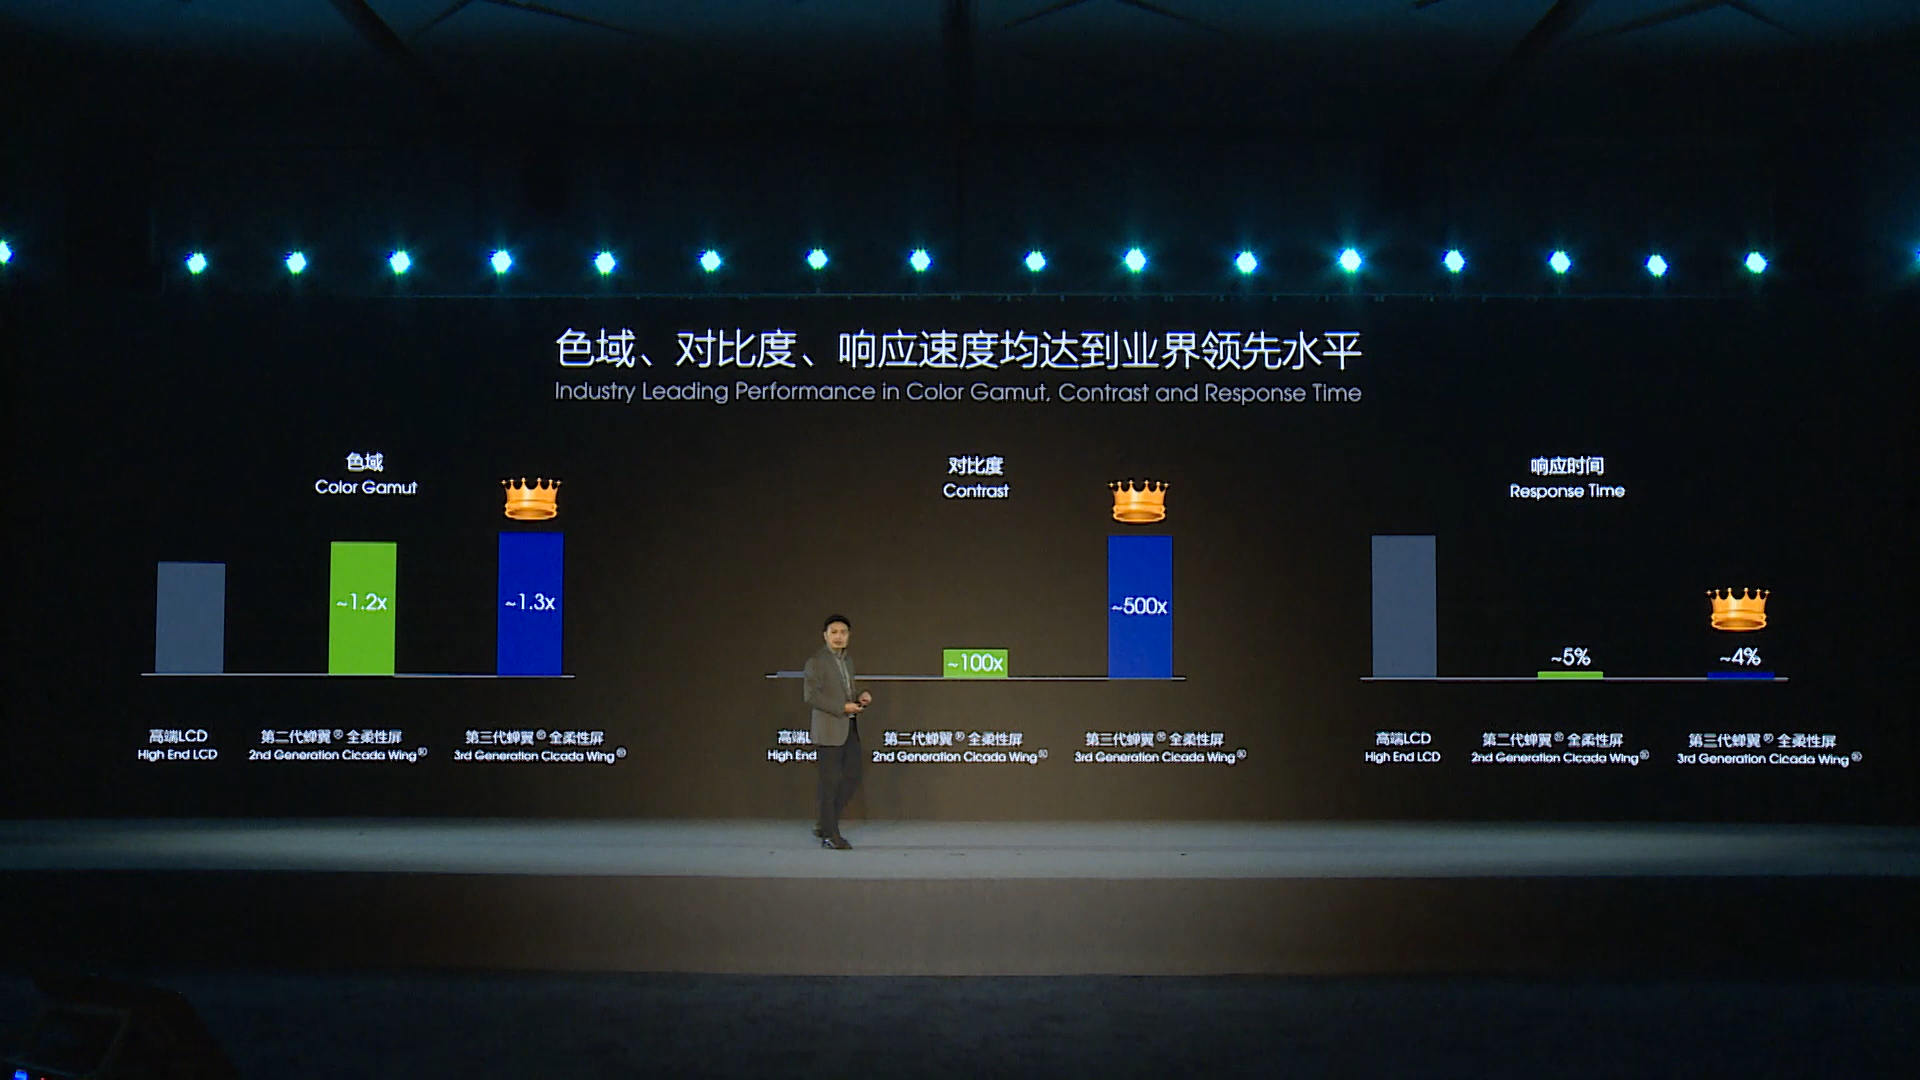 色域、对比度、响应速度均达到业界领先水平
Industry Leading Performance in Color Gamut, Contrast and Response Time
色域
Color Gamut
~1.2x
~1.3x
高端LCD
High End LCD
第二代蝉翼® 全柔性屏
2nd Generation Cicada Wing®
第三代蝉翼® 全柔性屏
3rd Generation Cicada Wing®
对比度
Contrast
~100x
~500x
高端L
High End
第二代蝉翼® 全柔性屏
2nd Generation Cicada Wing®
第三代蝉翼® 全柔性屏
3rd Generation Cicada Wing®
响应时间
Response Time
~5%
~4%
高端LCD
High End LCD
第二代蝉翼® 全柔性屏
2nd Generation Cicada Wing®
第三代蝉翼® 全柔性屏
3rd Generation Cicada Wing®